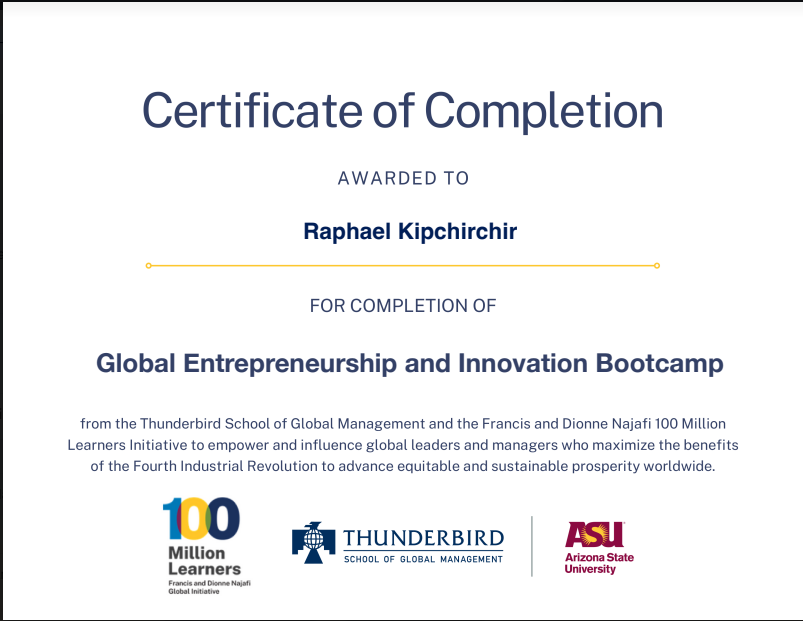 Certificate of Completion
AWARDED TO
Raphael Kipchirchir
FOR COMPLETION OF
Global Entrepreneurship and Innovation Bootcamp
from the Thunderbird School of Global Management and the Francis and Dionne Najafi 100 Million
Learners Initiative to empower and influence global leaders and managers who maximize the benefits
of the Fourth Industrial Revolution to advance equitable and sustainable prosperity worldwide.
100
Million
Learners
Francis and Dionne Najafi
Global Initiative
THUNDERBIRD
SCHOOL OF GLOBAL MANAGEMENT
ASU
Arizona State
University